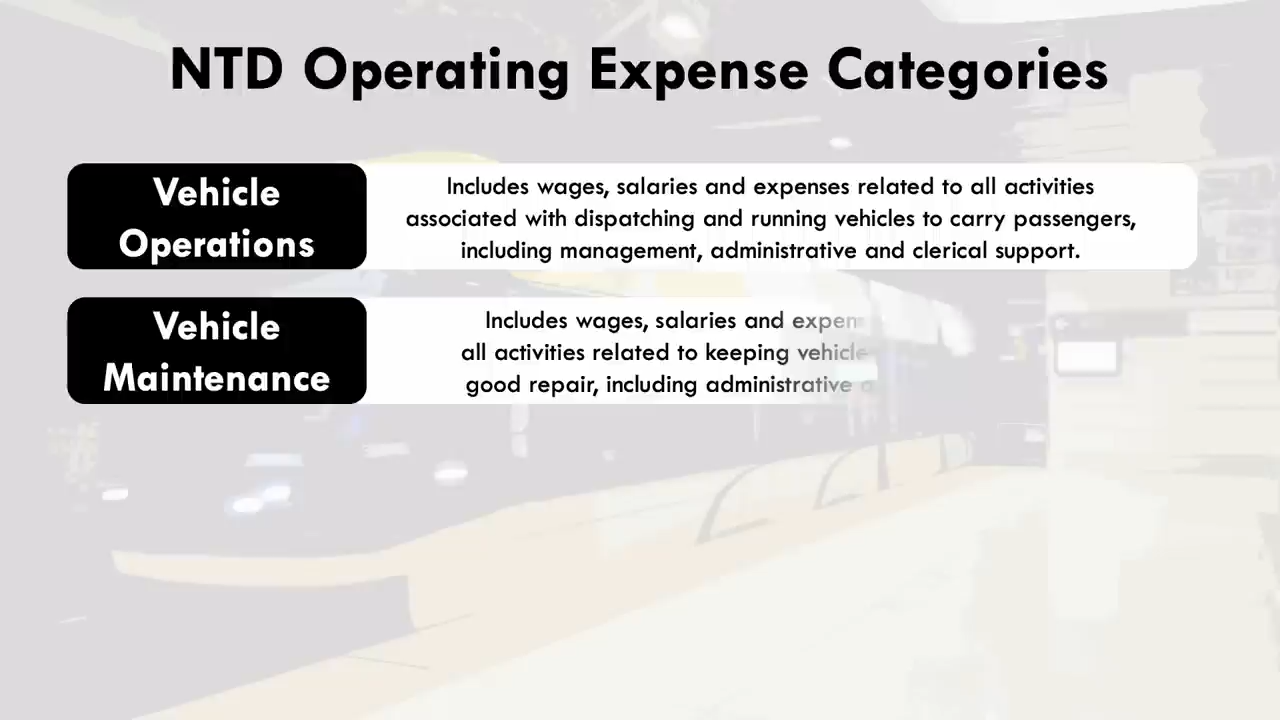 NTD Operating Expense Categories
Vehicle
Operations
Includes wages, salaries and expenses related to all activities
associated with dispatching and running vehicles to carry passengers,
including management, administrative and clerical support.
Vehicle
Maintenance
Includes wages, salaries and
all activities related to keeping
good repair, including administrative